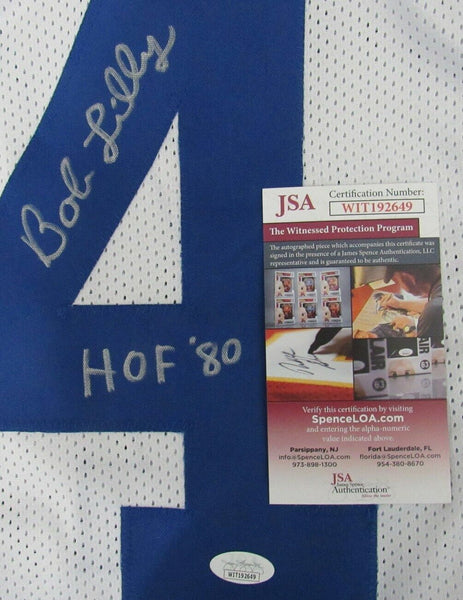 Bob Lilly
HOF '80
JSA
Certification Number:
WIT192649
The Witnessed Protection Program
The autographed piece which accompanies this certificate was
signed in the presence of a James Spence Authentication, LLC
representative and is guaranteed to be authentic.
Verify this certification by visiting
SpenceLOA.com
and entering the alpha-numeric
value indicated above.
Parsippany, NJ
info@SpenceLOA.com
973-898-1300
Fort Lauderdale, FL
florida@SpenceLOA.com
954-360-8670
JSA
James Spence
Authentication
4
WIT192649